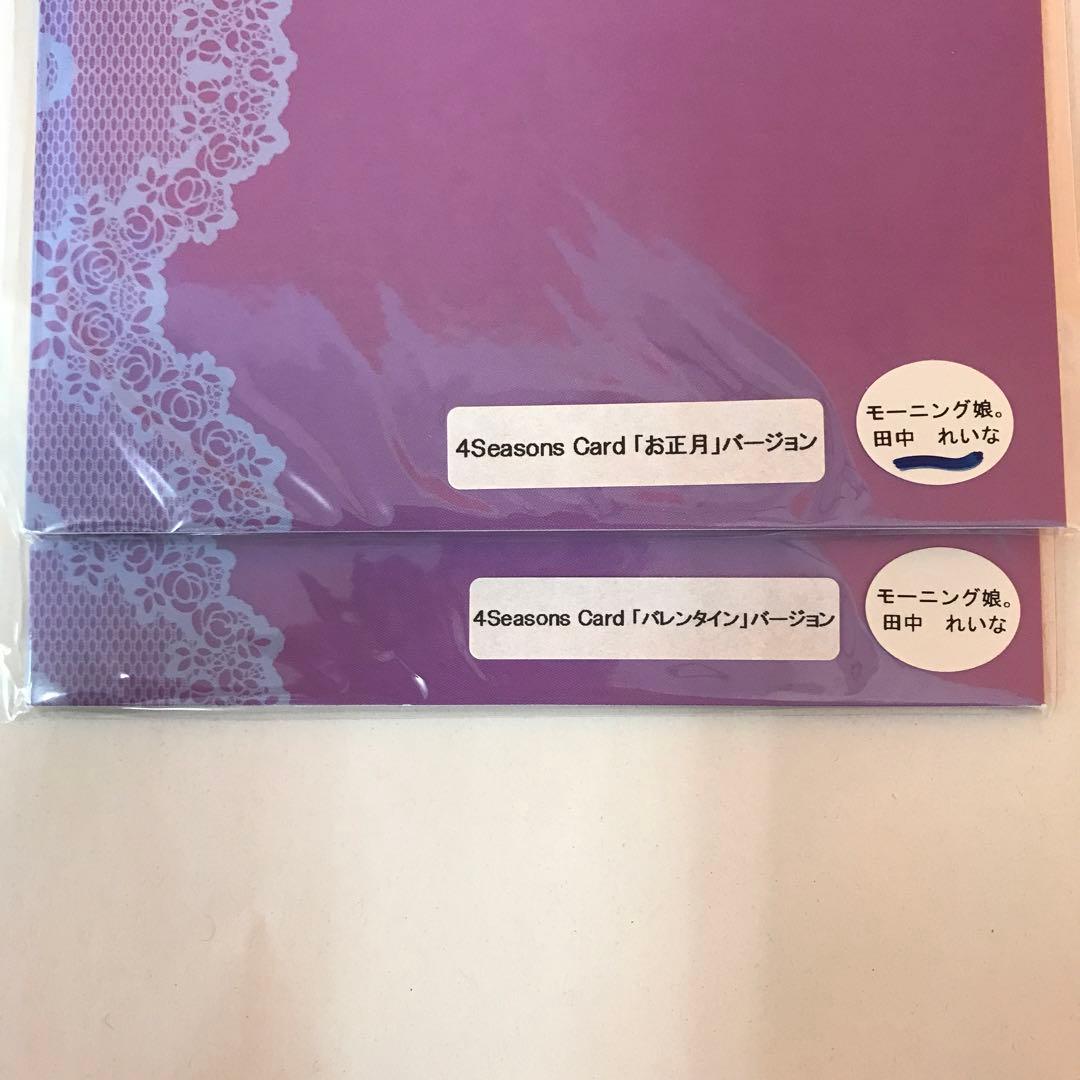 4Seasons Card「お正月」バージョン
モーニング娘。
田中 れいな
4Seasons Card「バレンタイン」バージョン
モーニング娘。
田中 れいな